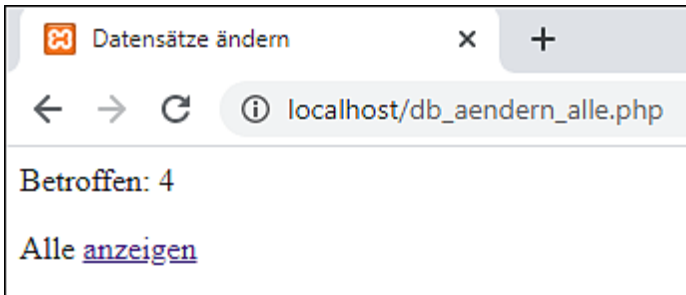 Datensätze ändern
localhost/db_aendern_alle.php
Betroffen: 4
Alle anzeigen